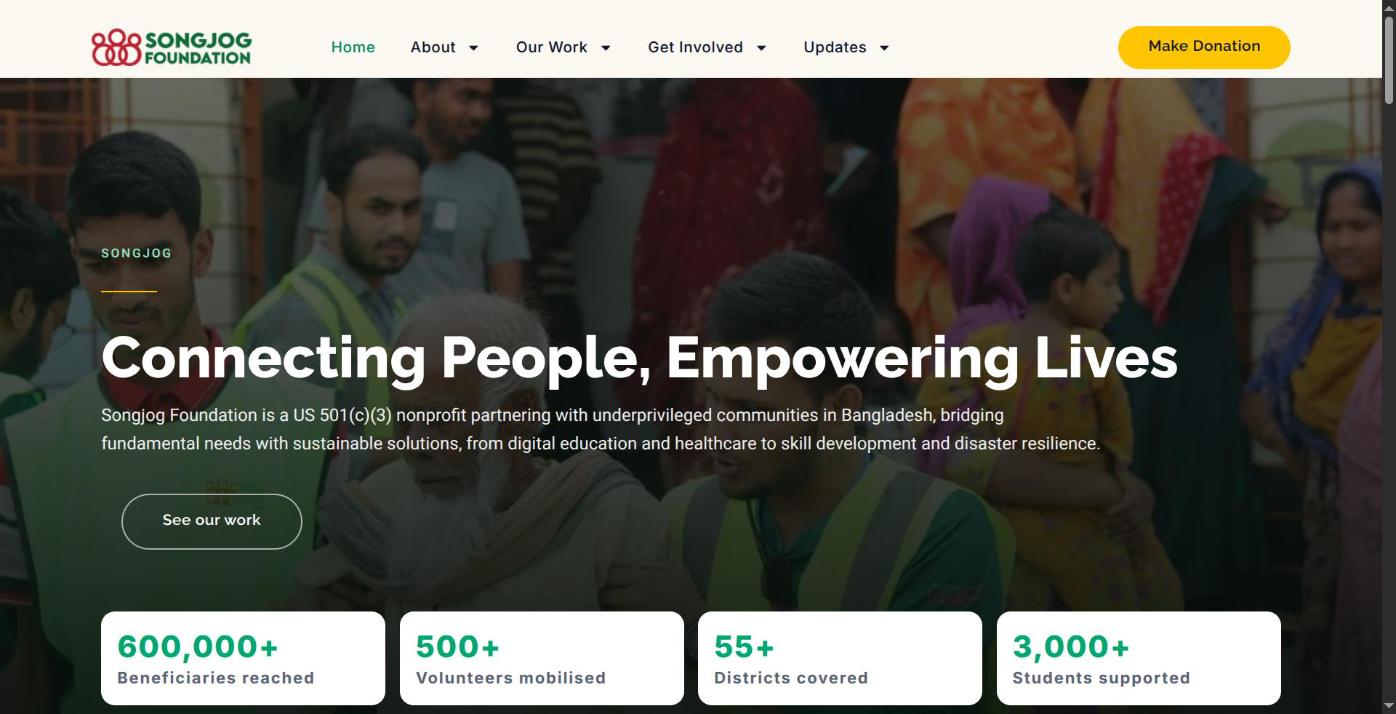 SONGJOG
FOUNDATION
Home
About
Our Work
Get Involved
Updates
Make Donation
SONGJOG
Connecting People, Empowering Lives
Songjog Foundation is a US 501(c)(3) nonprofit partnering with underprivileged communities in Bangladesh, bridging
fundamental needs with sustainable solutions, from digital education and healthcare to skill development and disaster resilience.
See our work
600,000+
Beneficiaries reached
500+
Volunteers mobilised
55+
Districts covered
3,000+
Students supported